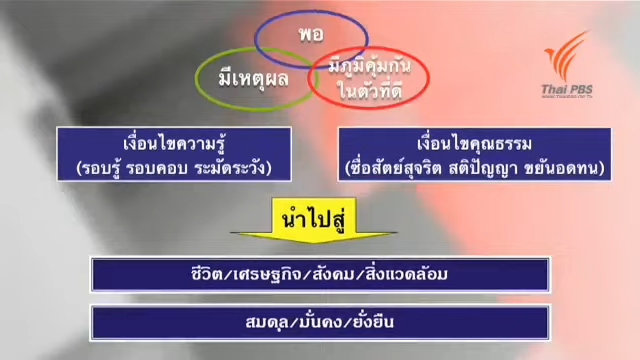 พอ
มีเหตุผล
มีภูมิคุ้มกัน
ในตัวที่ดี
Thai PBS
เงื่อนไขความรู้
(รอบรู้ รอบคอบ ระมัดระวัง)
เงื่อนไขคุณธรรม
(ซื่อสัตย์สุจริต สติปัญญา ขยันอดทน)
นำไปสู่
ชีวิต/เศรษฐกิจ/สังคม/สิ่งแวดล้อม
สมดุล/มั่นคง/ยั่งยืน